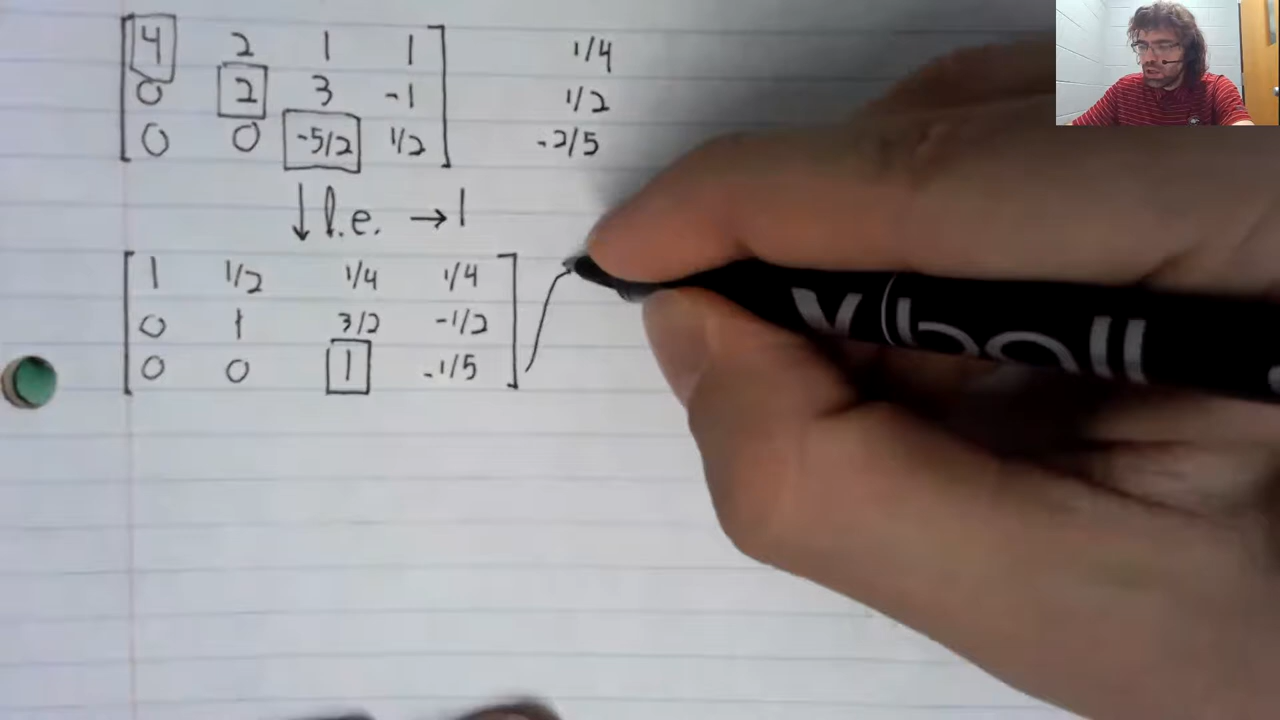 4 2 1 1 1/4
0 2 3 -1 1/2
0 0 -5/2 1/2 -2/5
↓ l.e. → 1
1 1/2 1/4 1/4
0 1 3/2 -1/2
0 0 1 -1/5
V ball